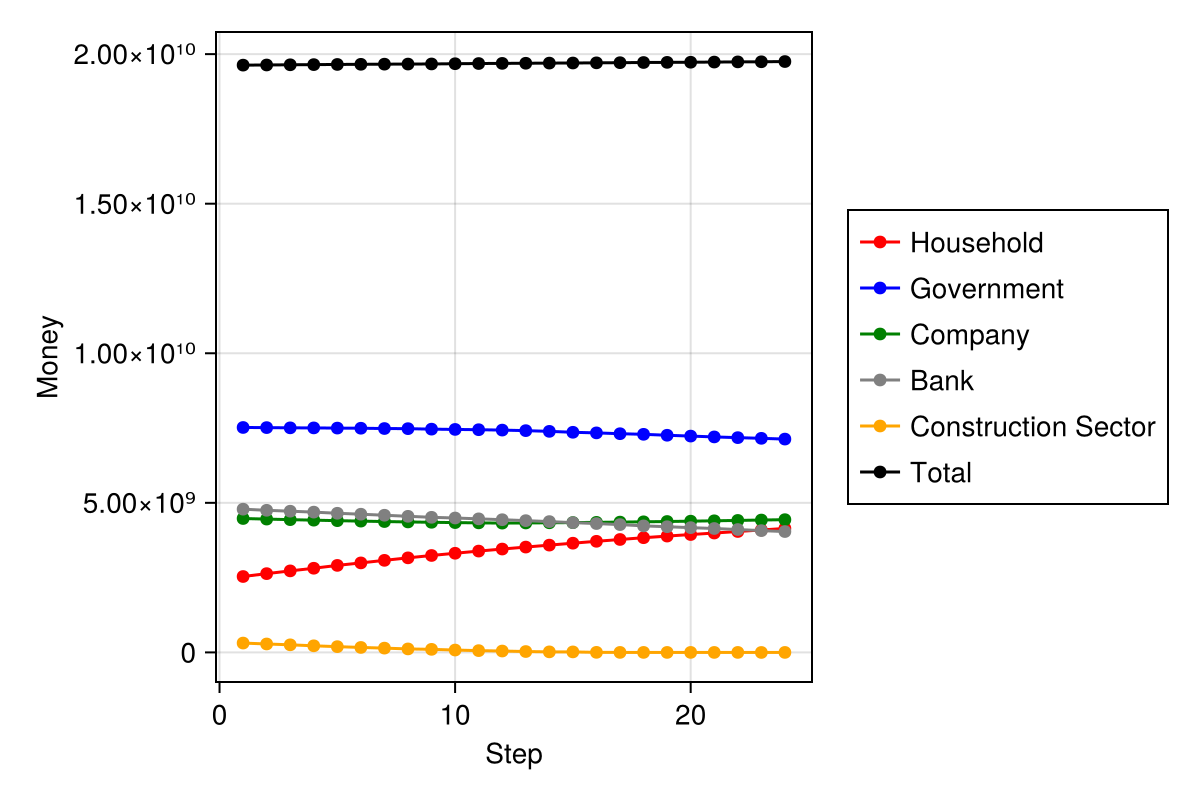 2.00×10¹⁰
1.50×10¹⁰
1.00×10¹⁰
5.00×10⁹
0
Money
0 10 20
Step
Household
Government
Company
Bank
Construction Sector
Total